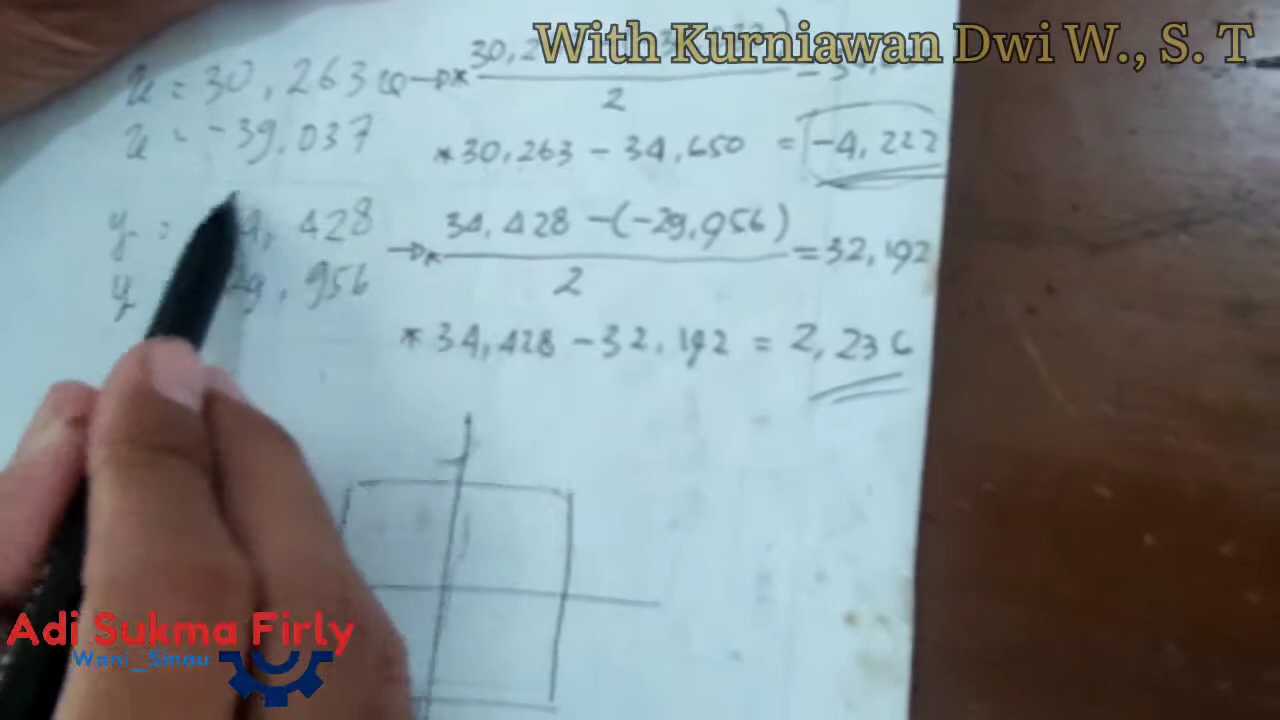 With Kurniawan Dwi W., S. T
= 30,263
= -39,037
2
*30,263 - 34,650 = -4,222
y = 428
34,428 -(-29,956) = 32,192
2
y 29,956
*34,428 - 32,192 = 2,236
Adi Sukma Firly
Wani_Sinau